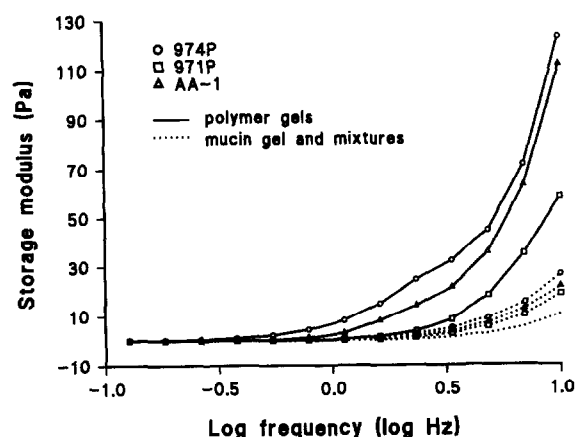 130
110
90
70
50
30
10
-10
Storage modulus (Pa)
974P
971P
AA-1
polymer gels
mucin gel and mixtures
-1.0
-0.5
0.0
0.5
1.0
Log frequency (log Hz)